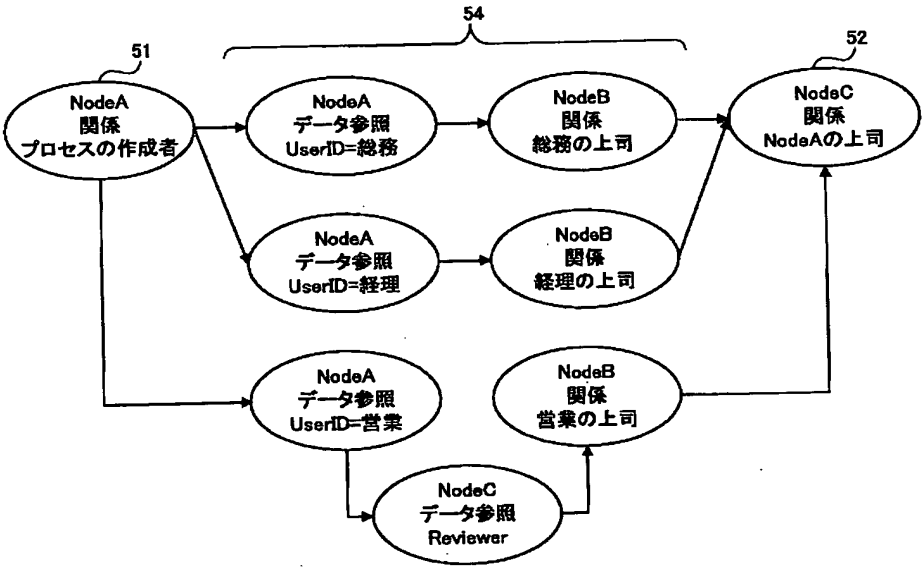 54
51
52
NodeA
関係
プロセスの作成者
NodeA
データ参照
UserID=総務
NodeB
関係
総務の上司
NodeC
関係
NodeAの上司
NodeA
データ参照
UserID=経理
NodeB
関係
経理の上司
NodeA
データ参照
UserID=営業
NodeB
関係
営業の上司
NodeC
データ参照
Reviewer